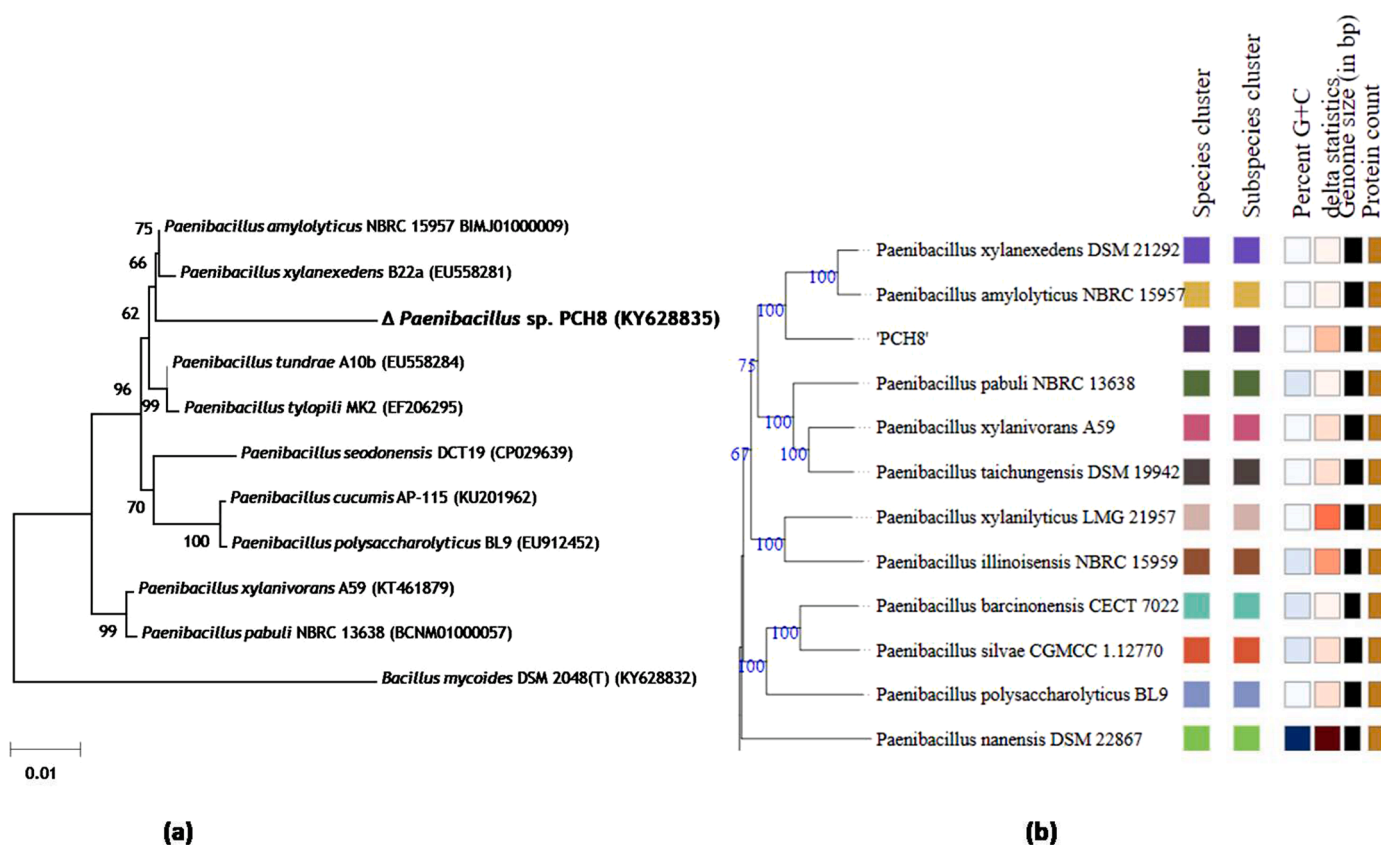 75
Paenibacillus amylolyticus NBRC 15957 BIMJ01000009)
66
Paenibacillus xylanexedens B22a (EU558281)
62
Δ Paenibacillus sp. PCH8 (KY628835)
Paenibacillus tundrae A10b (EU558284)
96
99
Paenibacillus tylopili MK2 (EF206295)
Paenibacillus seodonensis DCT19 (CP029639)
70
Paenibacillus cucumis AP-115 (KU201962)
100
Paenibacillus polysaccharolyticus BL9 (EU912452)
Paenibacillus xylanivorans A59 (KT461879)
99
Paenibacillus pabuli NBRC 13638 (BCNM01000057)
Bacillus mycoides DSM 2048(T) (KY628832)
0.01
(a)
Species cluster
Subspecies cluster
Percent G+C
delta statistics
Genome size (in bp)
Protein count
Paenibacillus xylanexedens DSM 21292
100
Paenibacillus amylolyticus NBRC 15957
100
'PCH8'
75
Paenibacillus pabuli NBRC 13638
100
Paenibacillus xylanivorans A59
67
100
Paenibacillus taichungensis DSM 19942
Paenibacillus xylanilyticus LMG 21957
100
Paenibacillus illinoisensis NBRC 15959
Paenibacillus barcinonensis CECT 7022
100
Paenibacillus silvae CGMCC 1.12770
100
Paenibacillus polysaccharolyticus BL9
Paenibacillus nanensis DSM 22867
(b)